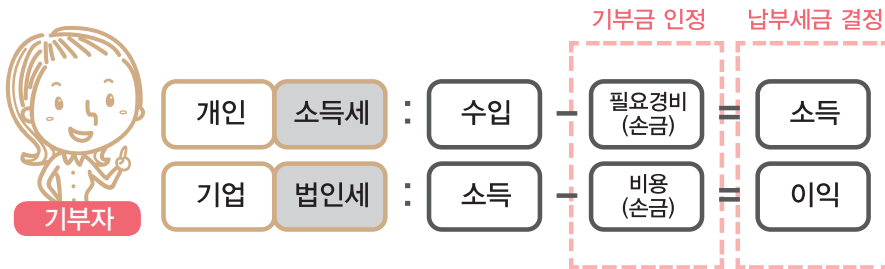 기부금 인정 납부세금 결정
개인 소득세 : 수입 - 필요경비 = 소득
(손금)
기업 법인세 : 소득 - 비용 = 이익
(손금)
기부자